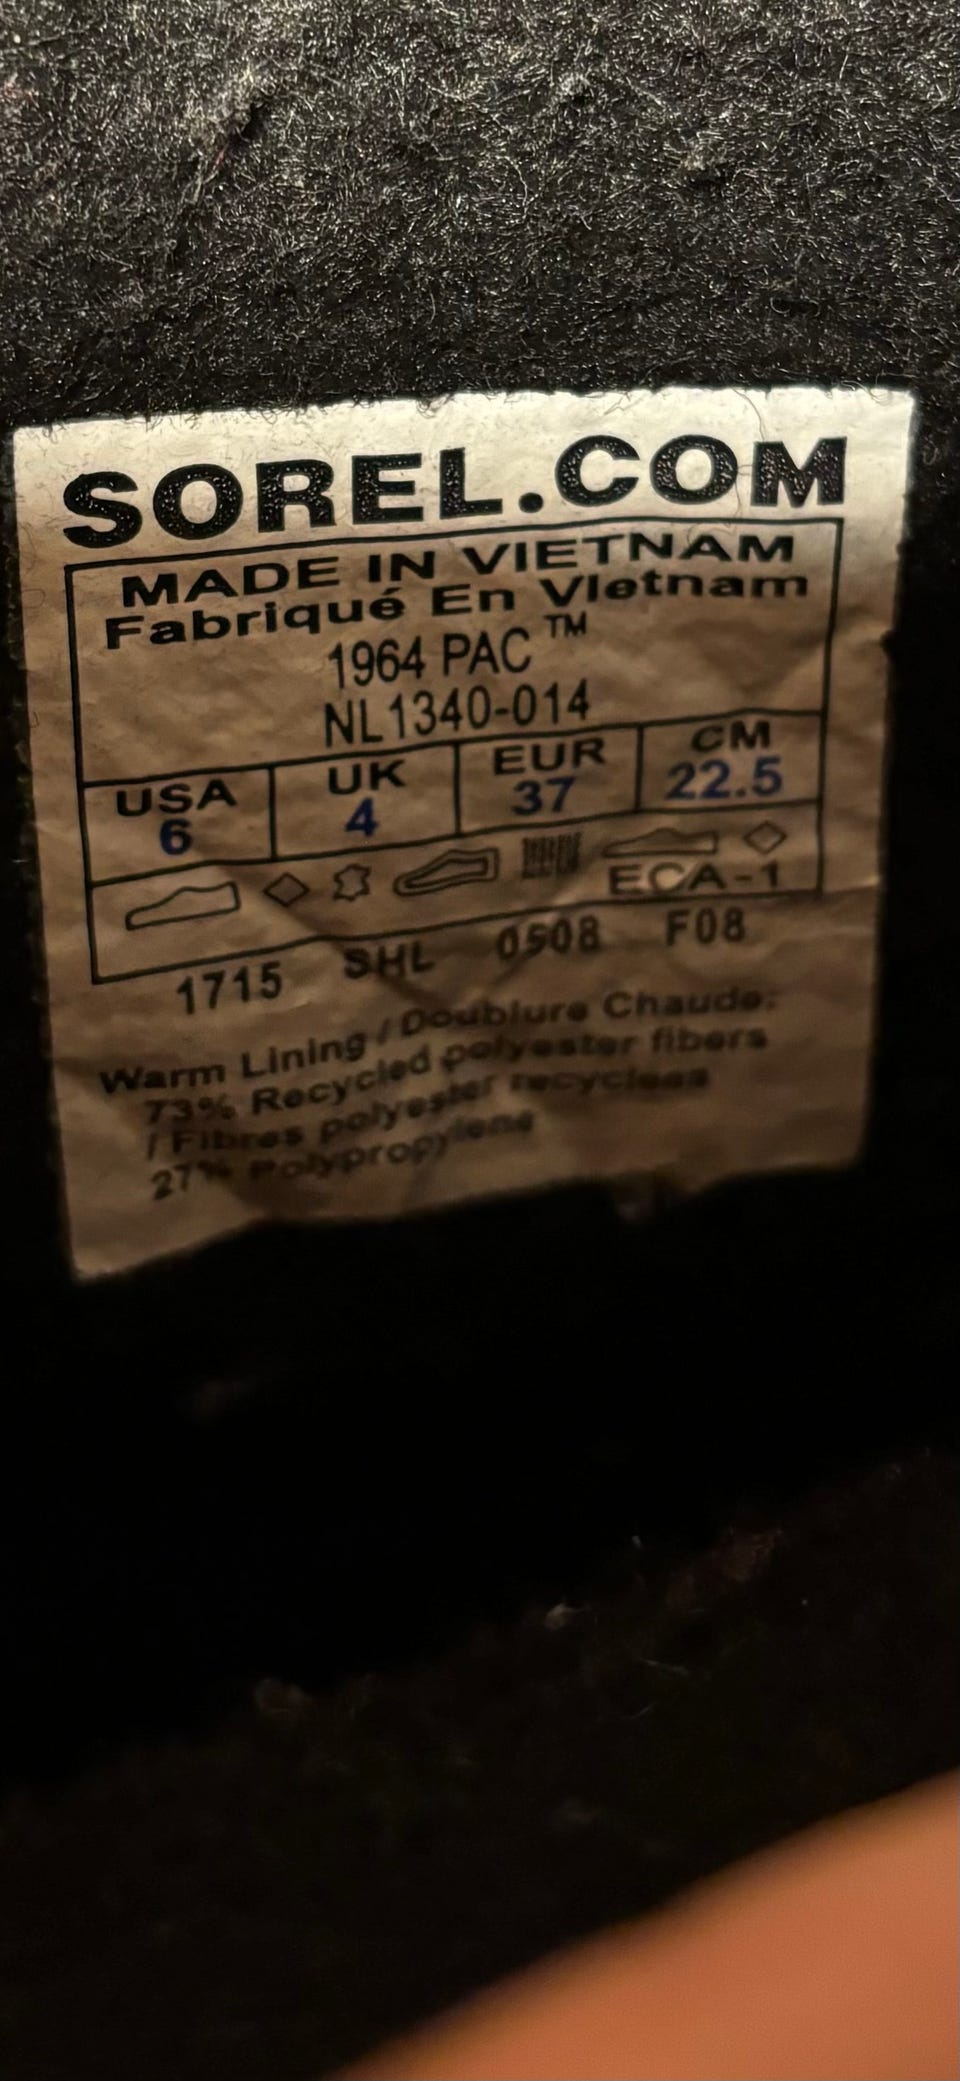 SOREL.COM
MADE IN VIETNAM
Fabriqué En Vietnam
1964 PAC™
NL1340-014
USA UK EUR CM
6 4 37 22.5
ECA-1
1715 SHL 0508 F08
Warm Lining / Doublure Chaude:
73% Recycled polyester fibers
/ Fibres polyester recyclees
27% Polypropylene